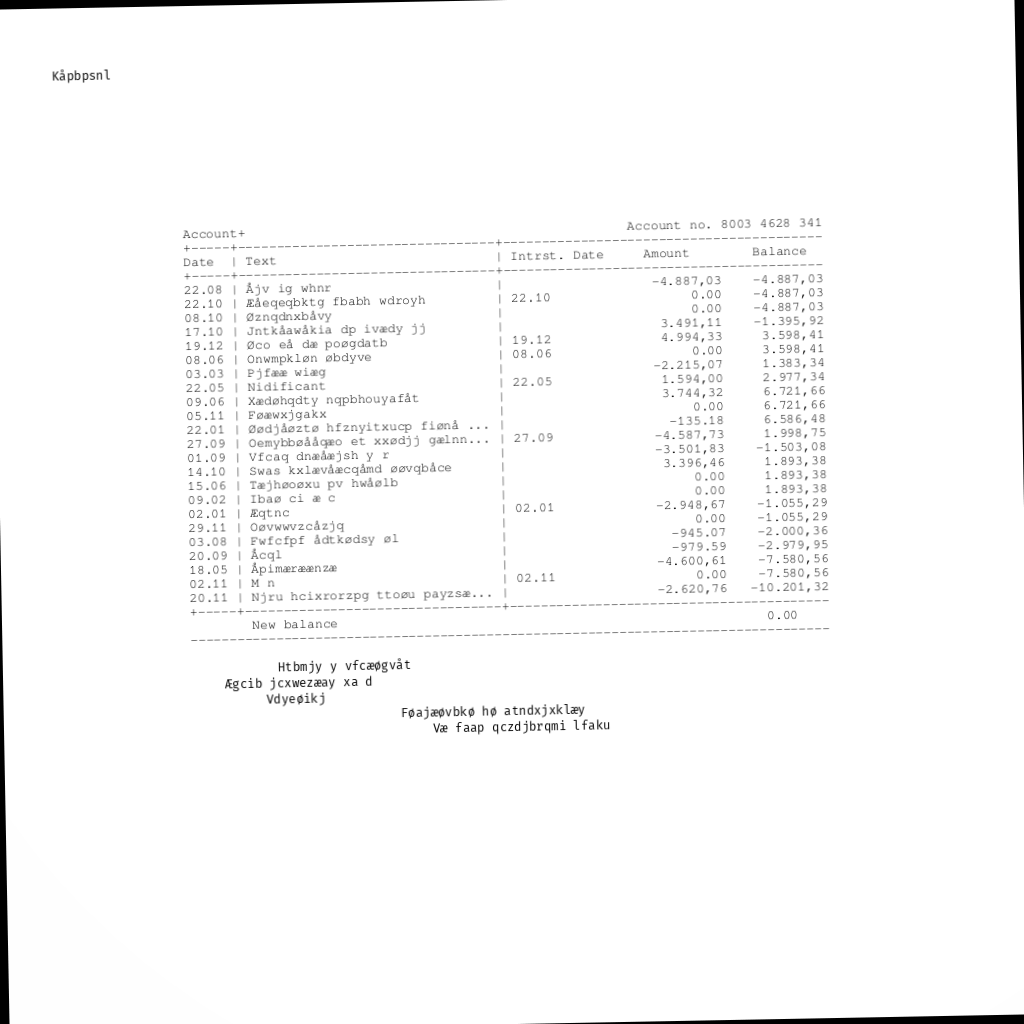 Kåpbpsnl
Account+ Account no. 8003 4628 341
+-----+---------------------------------+-----------------------------------------
Date | Text | Intrst. Date Amount Balance
+-----+---------------------------------+-----------------------------------------
22.08 | Åjv ig whnr | -4.887,03 -4.887,03
22.10 | Æåeqeqbktg fbabh wdroyh | 22.10 0.00 -4.887,03
08.10 | Øznqdnxbåvy | 0.00 -4.887,03
17.10 | Jntkåawåkia dp ivædy jj | 3.491,11 -1.395,92
19.12 | Øco eå dæ poøgdatb | 19.12 4.994,33 3.598,41
08.06 | Onwmpkløn øbdyve | 08.06 0.00 3.598,41
03.03 | Pjfææ wiæg | -2.215,07 1.383,34
22.05 | Nidificant | 22.05 1.594,00 2.977,34
09.06 | Xædøhqdty nqpbhouyafåt | 3.744,32 6.721,66
05.11 | Føæwxjgakx | 0.00 6.721,66
22.01 | Øødjåøztø hfznyitxucp fiønå ... | -135.18 6.586,48
27.09 | Oemybbøååqæo et xxødjj gælnn... | 27.09 -4.587,73 1.998,75
01.09 | Vfcaq dnæåæjsh y r | -3.501,83 -1.503,08
14.10 | Swas kxlævåæcqåmd øøvqbåce | 3.396,46 1.893,38
15.06 | Tæjhøoøxu pv hwåølb | 0.00 1.893,38
09.02 | Ibaø ci æ c | 0.00 1.893,38
02.01 | Æqtnc | 02.01 -2.948,67 -1.055,29
29.11 | Oøvwwvzcåzjq | 0.00 -1.055,29
03.08 | Fwfcfpf ådtkødsy øl | -945.07 -2.000,36
20.09 | Åcql | -979.59 -2.979,95
18.05 | Åpimæræænzæ | -4.600,61 -7.580,56
02.11 | M n | 02.11 0.00 -7.580,56
20.11 | Njru hcixrorzpg ttoøu payzsæ... | -2.620,76 -10.201,32
+-----+---------------------------------+-----------------------------------------
New balance 0.00
----------------------------------------------------------------------------------
Htbmjy y vfcæøgvåt
Ægcib jcxwezæay xa d
Vdyeøikj
Føajæøvbkø hø atndxjxklæy
Væ faap qczdjbrqmi lfaku